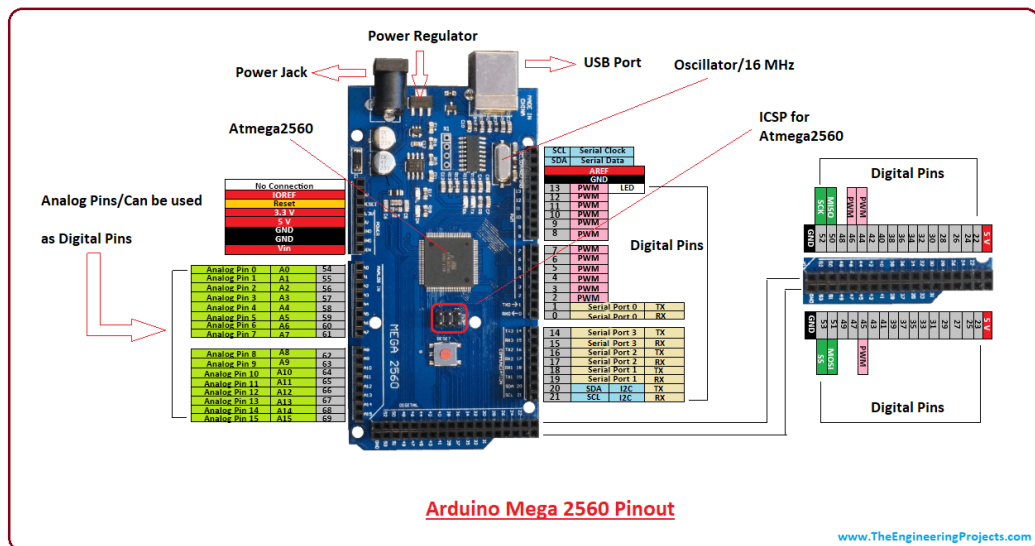 Power Regulator
Power Jack
USB Port
Oscillator/16 MHz
Atmega2560
ICSP for
Atmega2560
Analog Pins/Can be used
as Digital Pins
No Connection
IOREF
Reset
3.3 V
5 V
GND
GND
Vin
Analog Pin 0 A0 54
Analog Pin 1 A1 55
Analog Pin 2 A2 56
Analog Pin 3 A3 57
Analog Pin 4 A4 58
Analog Pin 5 A5 59
Analog Pin 6 A6 60
Analog Pin 7 A7 61
Analog Pin 8 A8 62
Analog Pin 9 A9 63
Analog Pin 10 A10 64
Analog Pin 11 A11 65
Analog Pin 12 A12 66
Analog Pin 13 A13 67
Analog Pin 14 A14 68
Analog Pin 15 A15 69
MADE IN
CHINA
RESET
MEGA 2560
COMMUNICATION
DIGITAL
SCL Serial Clock
SDA Serial Data
AREF
GND
13 PWM LED
12 PWM
11 PWM
10 PWM
9 PWM
8 PWM
7 PWM
6 PWM
5 PWM
4 PWM
3 PWM
2 PWM
1 Serial Port 0 TX
0 Serial Port 0 RX
14 Serial Port 3 TX
15 Serial Port 3 RX
16 Serial Port 2 TX
17 Serial Port 2 RX
18 Serial Port 1 TX
19 Serial Port 1 RX
20 SDA I2C TX
21 SCL I2C RX
Digital Pins
Digital Pins
SCK MISO PWM PWM
GND 52 50 48 46 44 42 40 38 36 34 32 30 28 26 24 22 5 V
GND 53 51 49 47 45 43 41 39 37 35 33 31 29 27 25 23 5 V
SS MOSI PWM
Digital Pins
Arduino Mega 2560 Pinout
www.TheEngineeringProjects.com